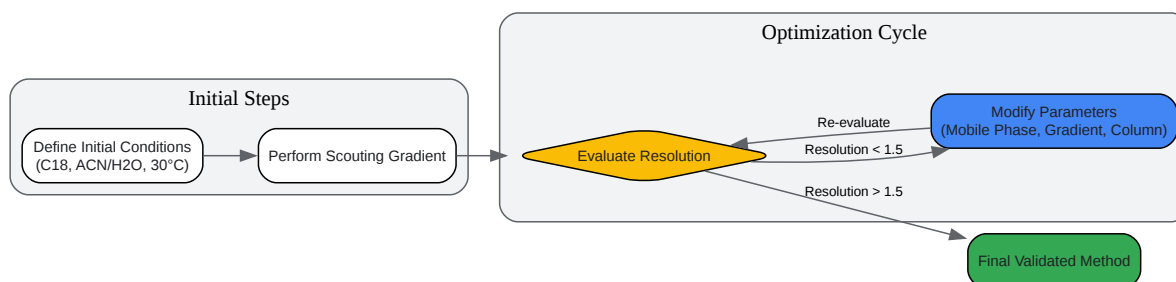 Initial Steps
Define Initial Conditions
(C18, ACN/H2O, 30°C)
Perform Scouting Gradient
Optimization Cycle
Evaluate Resolution
Re-evaluate
Resolution < 1.5
Modify Parameters
(Mobile Phase, Gradient, Column)
Resolution > 1.5
Final Validated Method